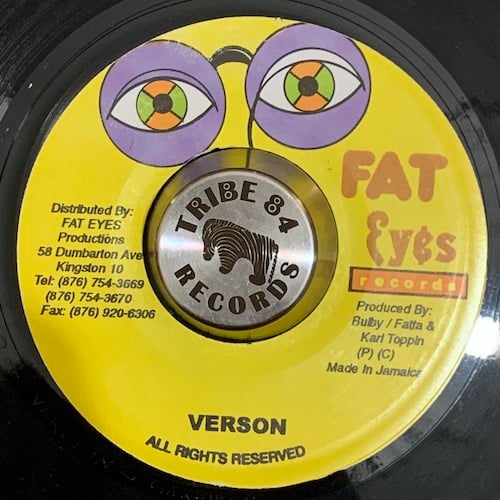 FAT
Eyes
records
Distributed By:
FAT EYES
Productions
58 Dumbarton Ave
Kingston 10
Tel: (876) 754-3669
(876) 754-3670
Fax: (876) 920-6306
TRIBE 84
RECORDS
Produced By:
Bulby / Fatta &
Karl Toppin
(P) (C)
Made In Jamaica
VERSON
ALL RIGHTS RESERVED